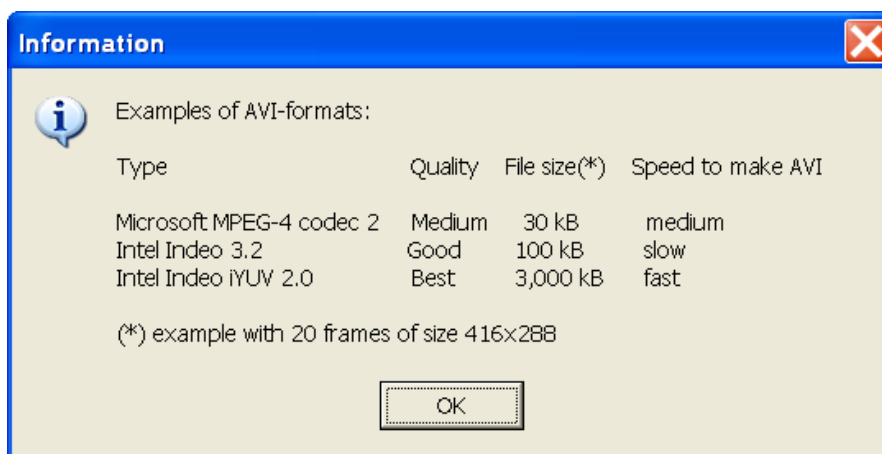 Information
Examples of AVI-formats:
Type Quality File size(*) Speed to make AVI
Microsoft MPEG-4 codec 2 Medium 30 kB medium
Intel Indeo 3.2 Good 100 kB slow
Intel Indeo iYUV 2.0 Best 3,000 kB fast
(*) example with 20 frames of size 416x288
OK